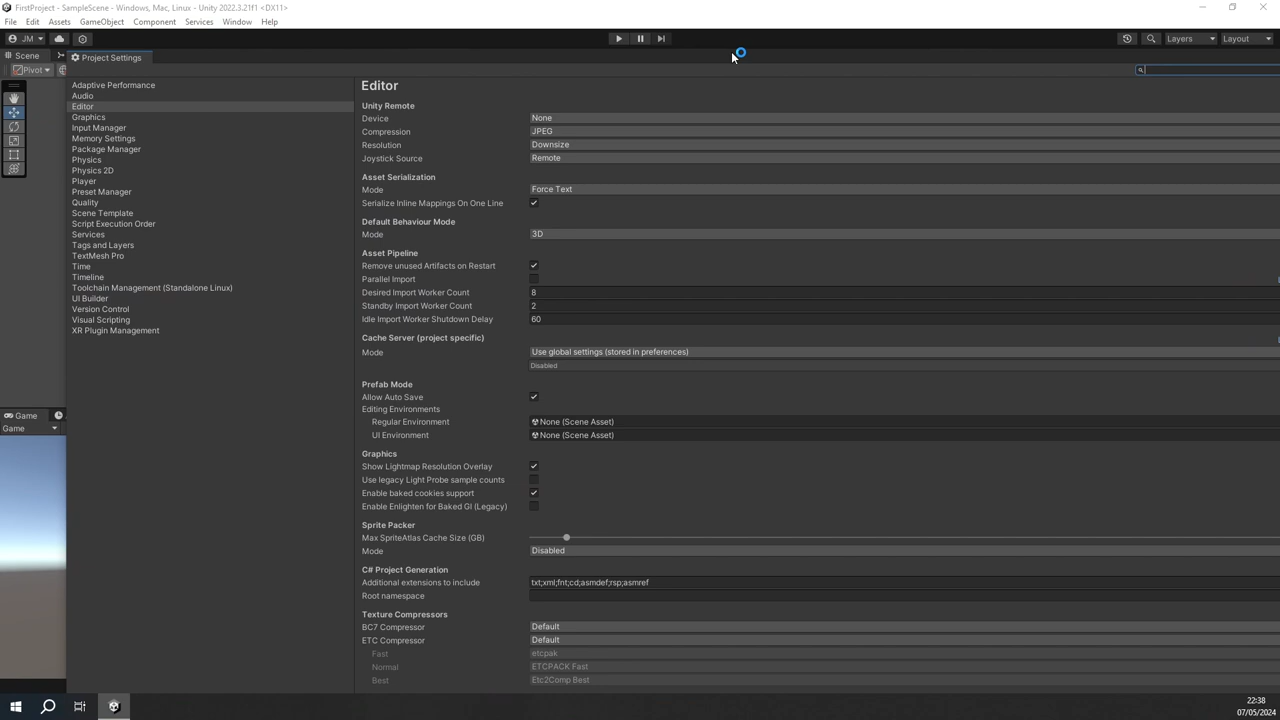 FirstProject - SampleScene - Windows, Mac, Linux - Unity 2022.3.21f1 <DX11>
File Edit Assets GameObject Component Services Window Help
JM Layers Layout
Scene Project Settings
Pivot
Adaptive Performance
Audio
Editor
Graphics
Input Manager
Memory Settings
Package Manager
Physics
Physics 2D
Player
Preset Manager
Quality
Scene Template
Script Execution Order
Services
Tags and Layers
TextMesh Pro
Time
Timeline
Toolchain Management (Standalone Linux)
UI Builder
Version Control
Visual Scripting
XR Plugin Management
Game
Game
Editor
Unity Remote
Device None
Compression JPEG
Resolution Downsize
Joystick Source Remote
Asset Serialization
Mode Force Text
Serialize Inline Mappings On One Line
Default Behaviour Mode
Mode 3D
Asset Pipeline
Remove unused Artifacts on Restart
Parallel Import
Desired Import Worker Count 8
Standby Import Worker Count 2
Idle Import Worker Shutdown Delay 60
Cache Server (project specific)
Mode Use global settings (stored in preferences)
Disabled
Prefab Mode
Allow Auto Save
Editing Environments
Regular Environment None (Scene Asset)
UI Environment None (Scene Asset)
Graphics
Show Lightmap Resolution Overlay
Use legacy Light Probe sample counts
Enable baked cookies support
Enable Enlighten for Baked GI (Legacy)
Sprite Packer
Max SpriteAtlas Cache Size (GB)
Mode Disabled
C# Project Generation
Additional extensions to include txt;xml;fnt;cd;asmdef;rsp;asmref
Root namespace
Texture Compressors
BC7 Compressor Default
ETC Compressor Default
Fast etcpak
Normal ETCPACK Fast
Best Etc2Comp Best
22:38
07/05/2024